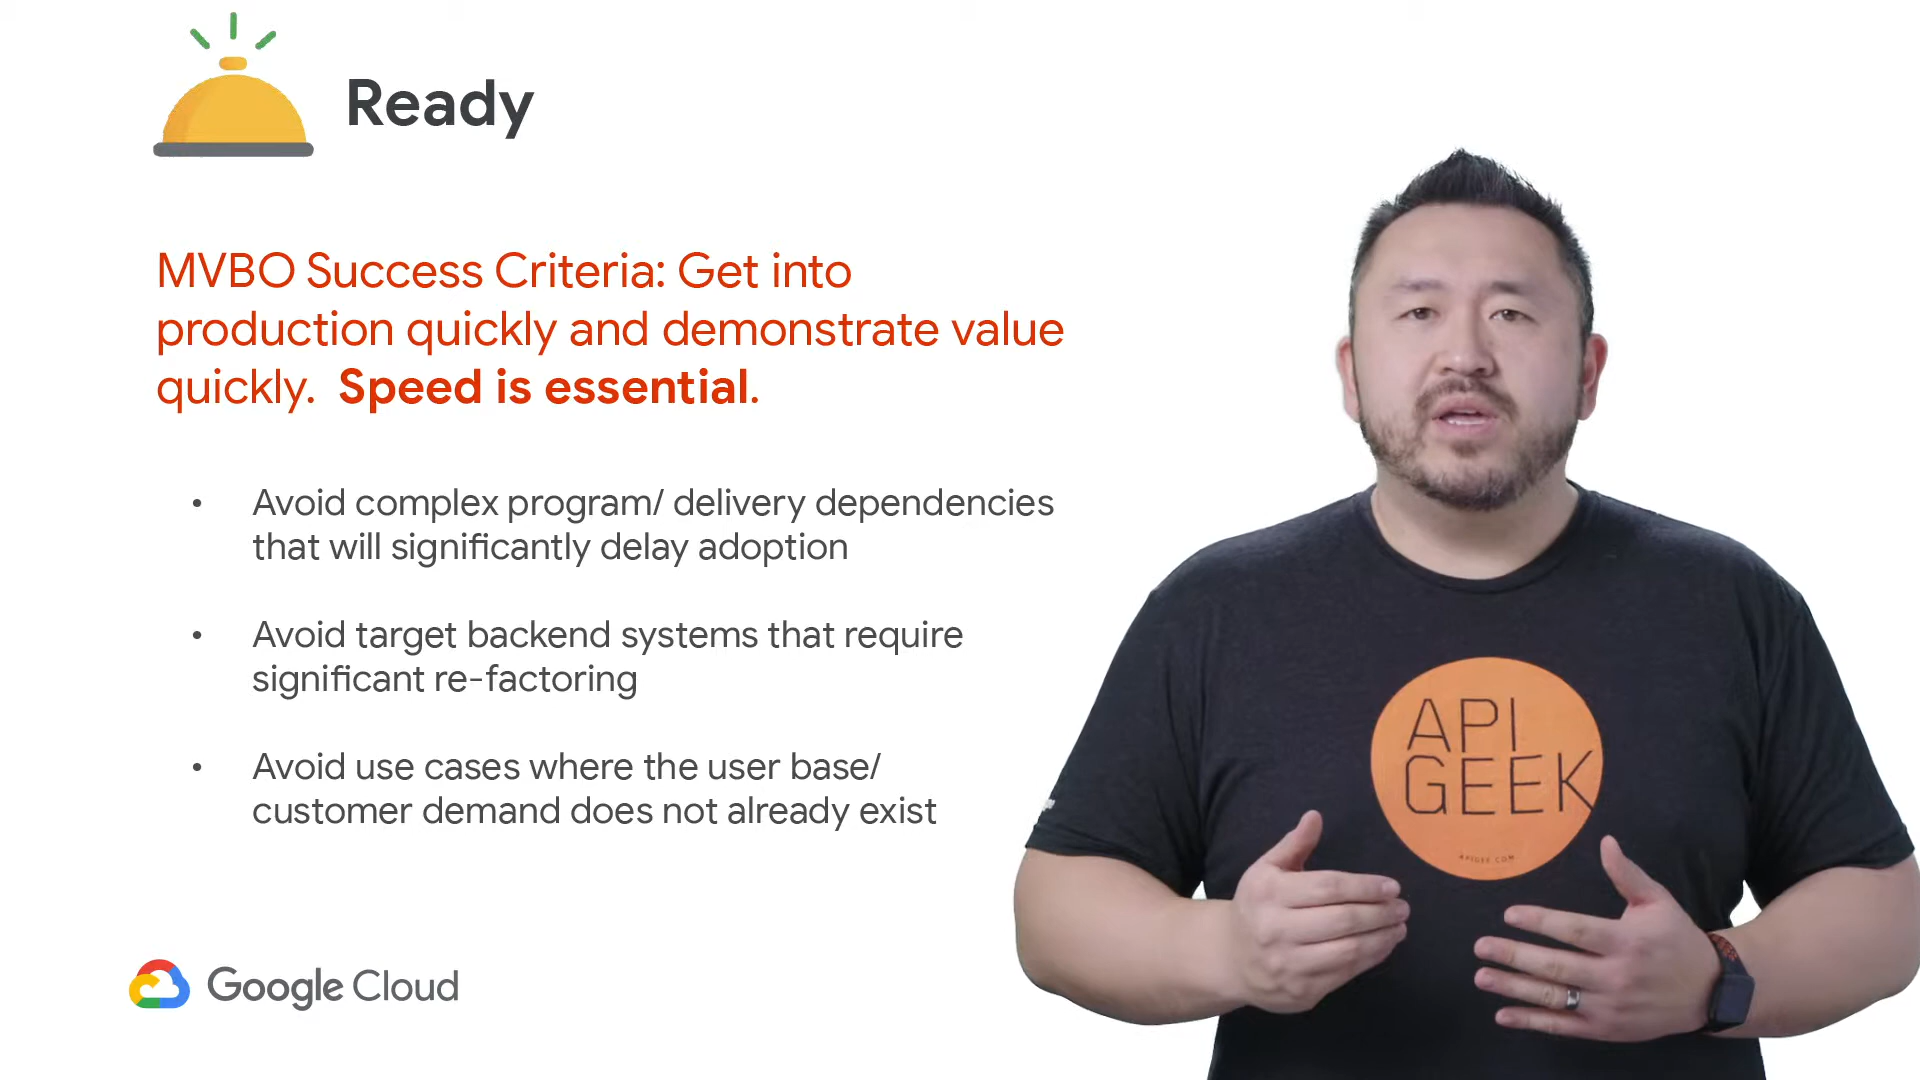 Ready
MVBO Success Criteria: Get into
production quickly and demonstrate value
quickly.  Speed is essential.
• Avoid complex program/ delivery dependencies
that will significantly delay adoption
• Avoid target backend systems that require
significant re-factoring
• Avoid use cases where the user base/
customer demand does not already exist
API
GEEK
APIGEE.COM
Google Cloud